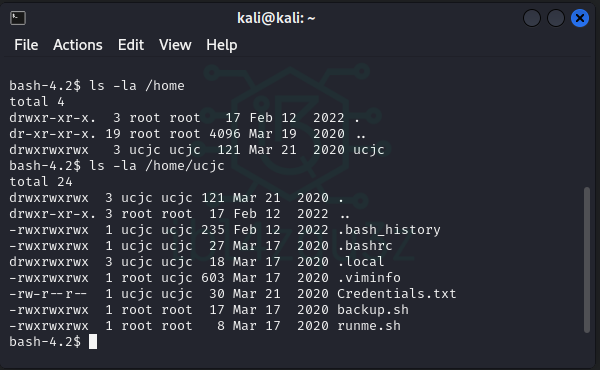 kali@kali: ~
File Actions Edit View Help
bash-4.2$ ls -la /home
total 4
drwxr-xr-x. 3 root root 17 Feb 12 2022 .
dr-xr-xr-x. 19 root root 4096 Mar 19 2020 ..
drwxrwxrwx 3 ucjc ucjc 121 Mar 21 2020 ucjc
bash-4.2$ ls -la /home/ucjc
total 24
drwxrwxrwx 3 ucjc ucjc 121 Mar 21 2020 .
drwxr-xr-x. 3 root root 17 Feb 12 2022 ..
-rwxrwxrwx 1 ucjc ucjc 235 Feb 12 2022 .bash_history
-rwxrwxrwx 1 ucjc ucjc 27 Mar 17 2020 .bashrc
drwxrwxrwx 3 ucjc ucjc 18 Mar 17 2020 .local
-rwxrwxrwx 1 root ucjc 603 Mar 17 2020 .viminfo
-rw-r--r-- 1 ucjc ucjc 30 Mar 21 2020 Credentials.txt
-rwxrwxrwx 1 root root 17 Mar 17 2020 backup.sh
-rwxrwxrwx 1 root root 8 Mar 17 2020 runme.sh
bash-4.2$